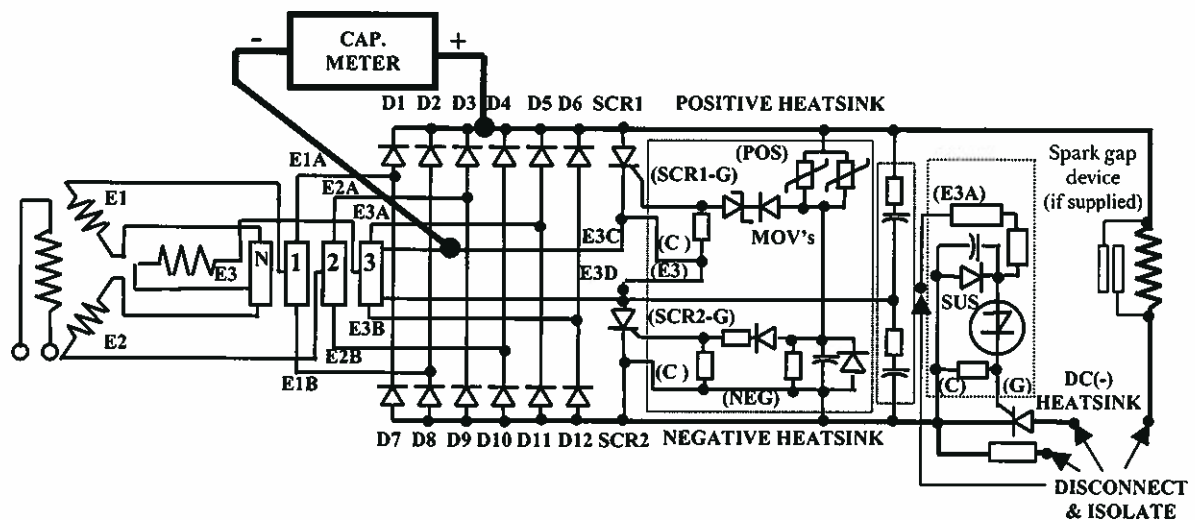 - CAP. METER +
D1 D2 D3 D4 D5 D6 SCR1 POSITIVE HEATSINK
E1A
E2A
E3A
E1
E3
E2
N 1 2 3
E3C
E3D
E3B
E2B
E1B
(POS)
(SCR1-G)
(C)
MOV's
(E3)
(SCR2-G)
(C)
(NEG)
(E3A)
SUS
(C) (G)
Spark gap
device
(if supplied)
DC(-)
HEATSINK
D7 D8 D9 D10 D11 D12 SCR2 NEGATIVE HEATSINK
DISCONNECT
& ISOLATE